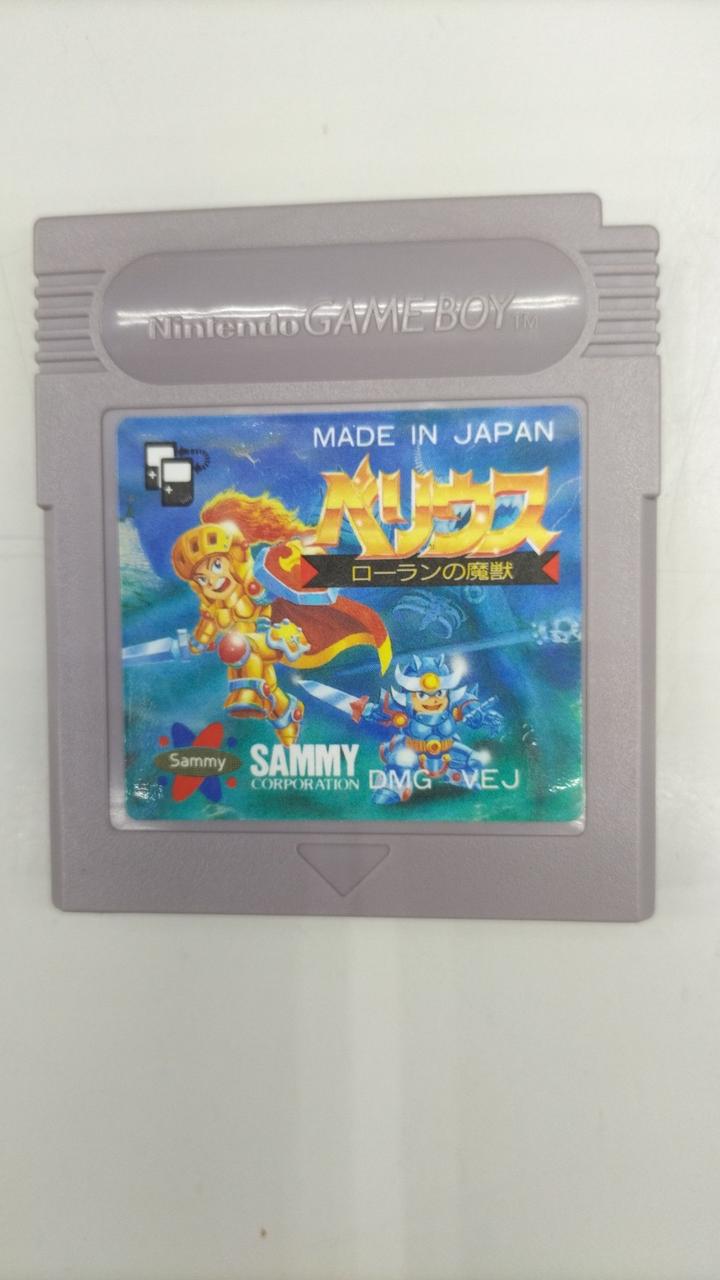 Nintendo GAME BOY TM
MADE IN JAPAN
ベリウス
ローランの魔獣
Sammy
SAMMY
CORPORATION
DMG VEJ